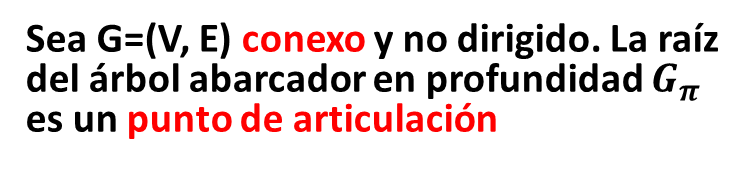 Sea G=(V, E) conexo y no dirigido. La raíz
del árbol abarcador en profundidad 𝑮𝝅
es un punto de articulación